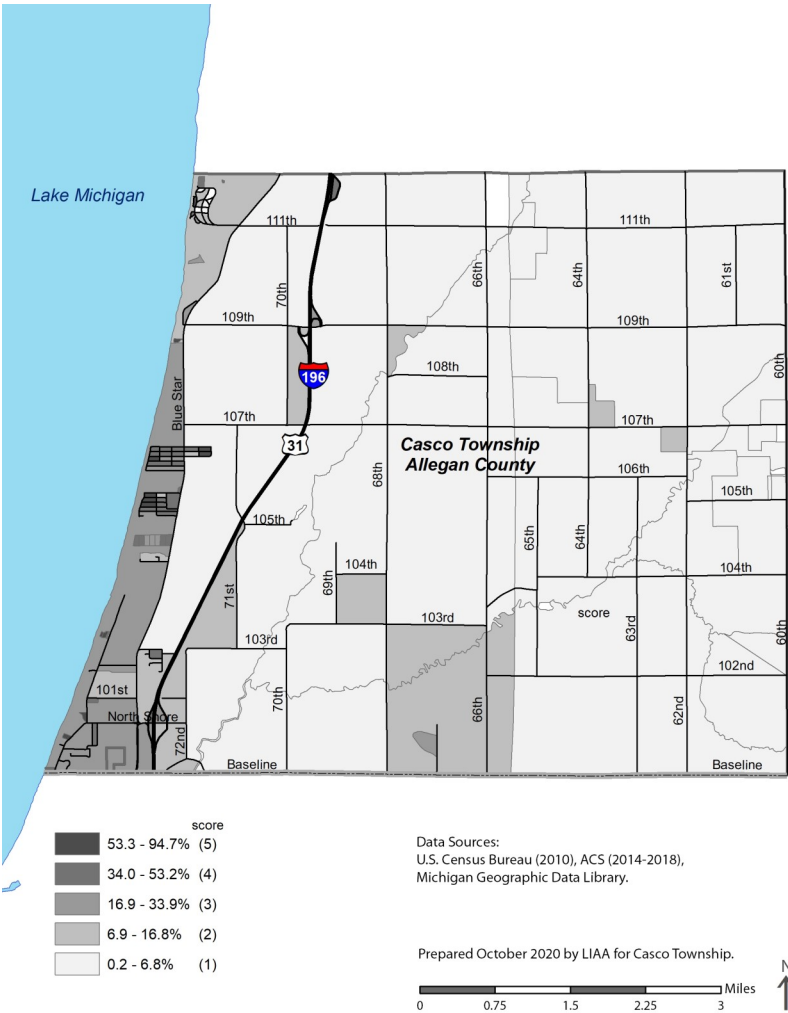 Lake Michigan
111th
111th
66th
64th
61st
70th
109th
109th
60th
108th
196
Blue Star
107th
107th
31
Casco Township
Allegan County
68th
106th
105th
105th
65th
64th
104th
104th
69th
71st
score
103rd
103rd
63rd
60th
102nd
101st
70th
66th
62nd
North Shore
72nd
Baseline
Baseline
score
53.3 - 94.7% (5)
34.0 - 53.2% (4)
16.9 - 33.9% (3)
6.9 - 16.8% (2)
0.2 - 6.8% (1)
Data Sources:
U.S. Census Bureau (2010), ACS (2014-2018),
Michigan Geographic Data Library.
Prepared October 2020 by LIAA for Casco Township.
Miles
0 0.75 1.5 2.25 3
N